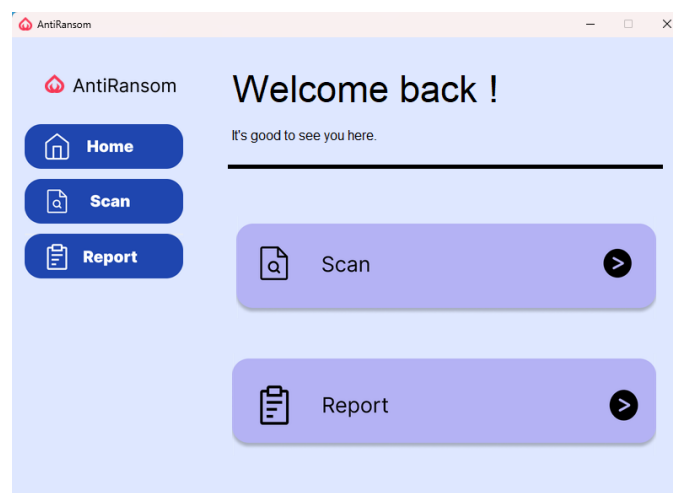 AntiRansom
AntiRansom
Welcome back !
It's good to see you here.
Home
Scan
Report
Scan
Report